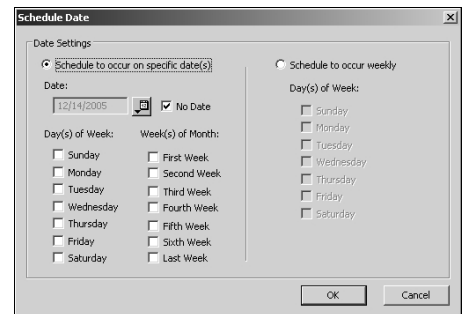 Schedule Date
Date Settings
Schedule to occur on specific date(s)
Date:
12/14/2005
No Date
Day(s) of Week:
Week(s) of Month:
Sunday
First Week
Monday
Second Week
Tuesday
Third Week
Wednesday
Fourth Week
Thursday
Fifth Week
Friday
Sixth Week
Saturday
Last Week
Schedule to occur weekly
Day(s) of Week:
Sunday
Monday
Tuesday
Wednesday
Thursday
Friday
Saturday
OK
Cancel